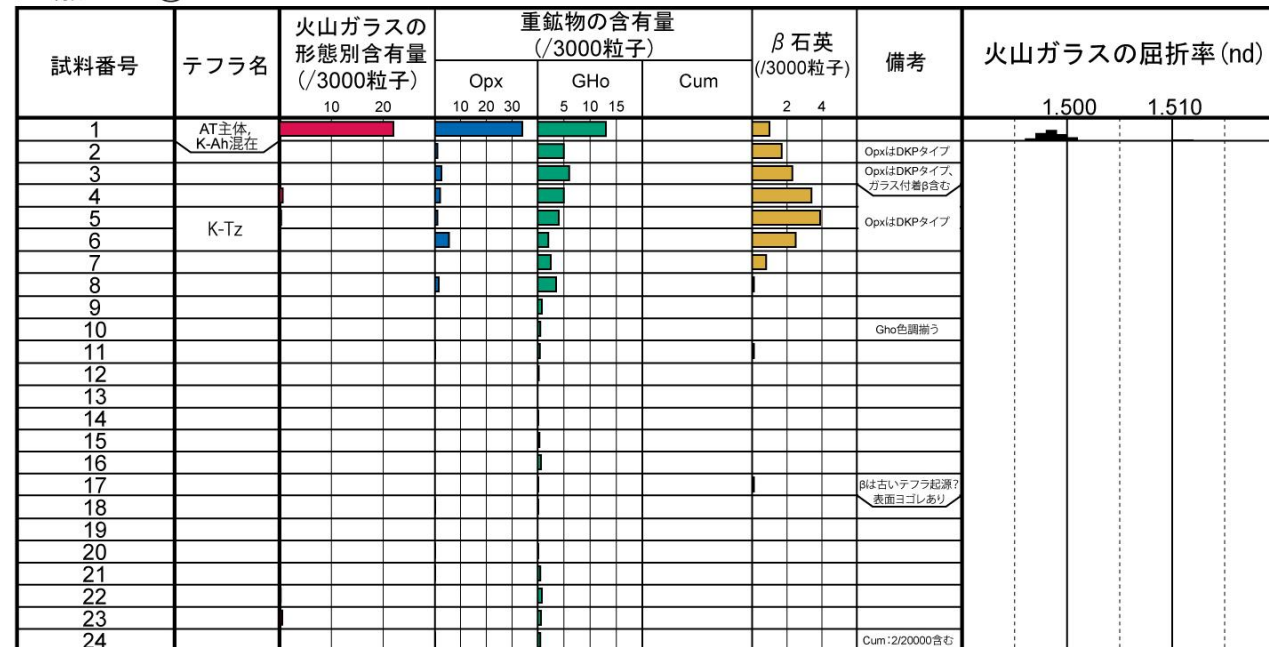 試料番号
テフラ名
火山ガラスの
形態別含有量
(/3000粒子)
10 20
重鉱物の含有量
(/3000粒子)
Opx
GHo
Cum
10 20 30
5 10 15
β石英
(/3000粒子)
2 4
備考
火山ガラスの屈折率(nd)
1.500
1.510
1
AT主体,
K-Ah混在
2
OpxはDKPタイプ
3
OpxはDKPタイプ、
ガラス付着β含む
4
5
K-Tz
OpxはDKPタイプ
6
7
8
9
10
Gho色調揃う
11
12
13
14
15
16
17
βは古いテフラ起源?
表面ヨゴレあり
18
19
20
21
22
23
24
Cum:2/20000含む